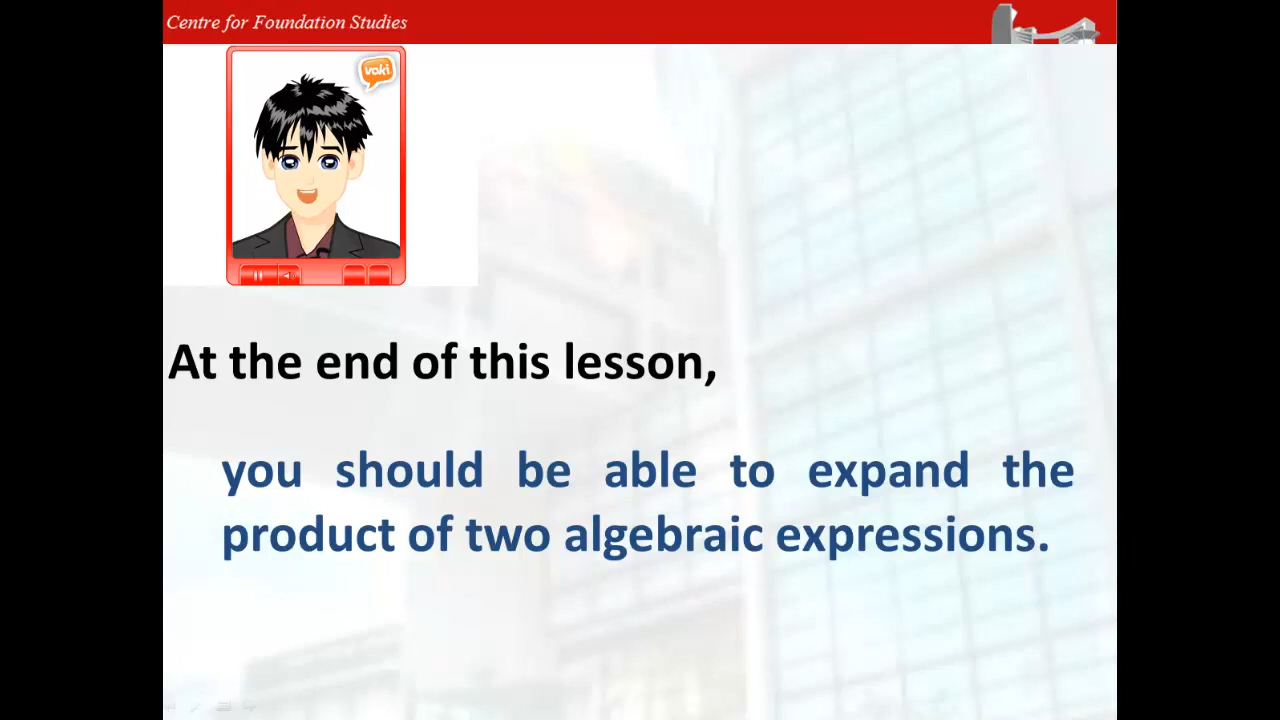 Centre for Foundation Studies
voki
At the end of this lesson,
you should be able to expand the
product of two algebraic expressions.